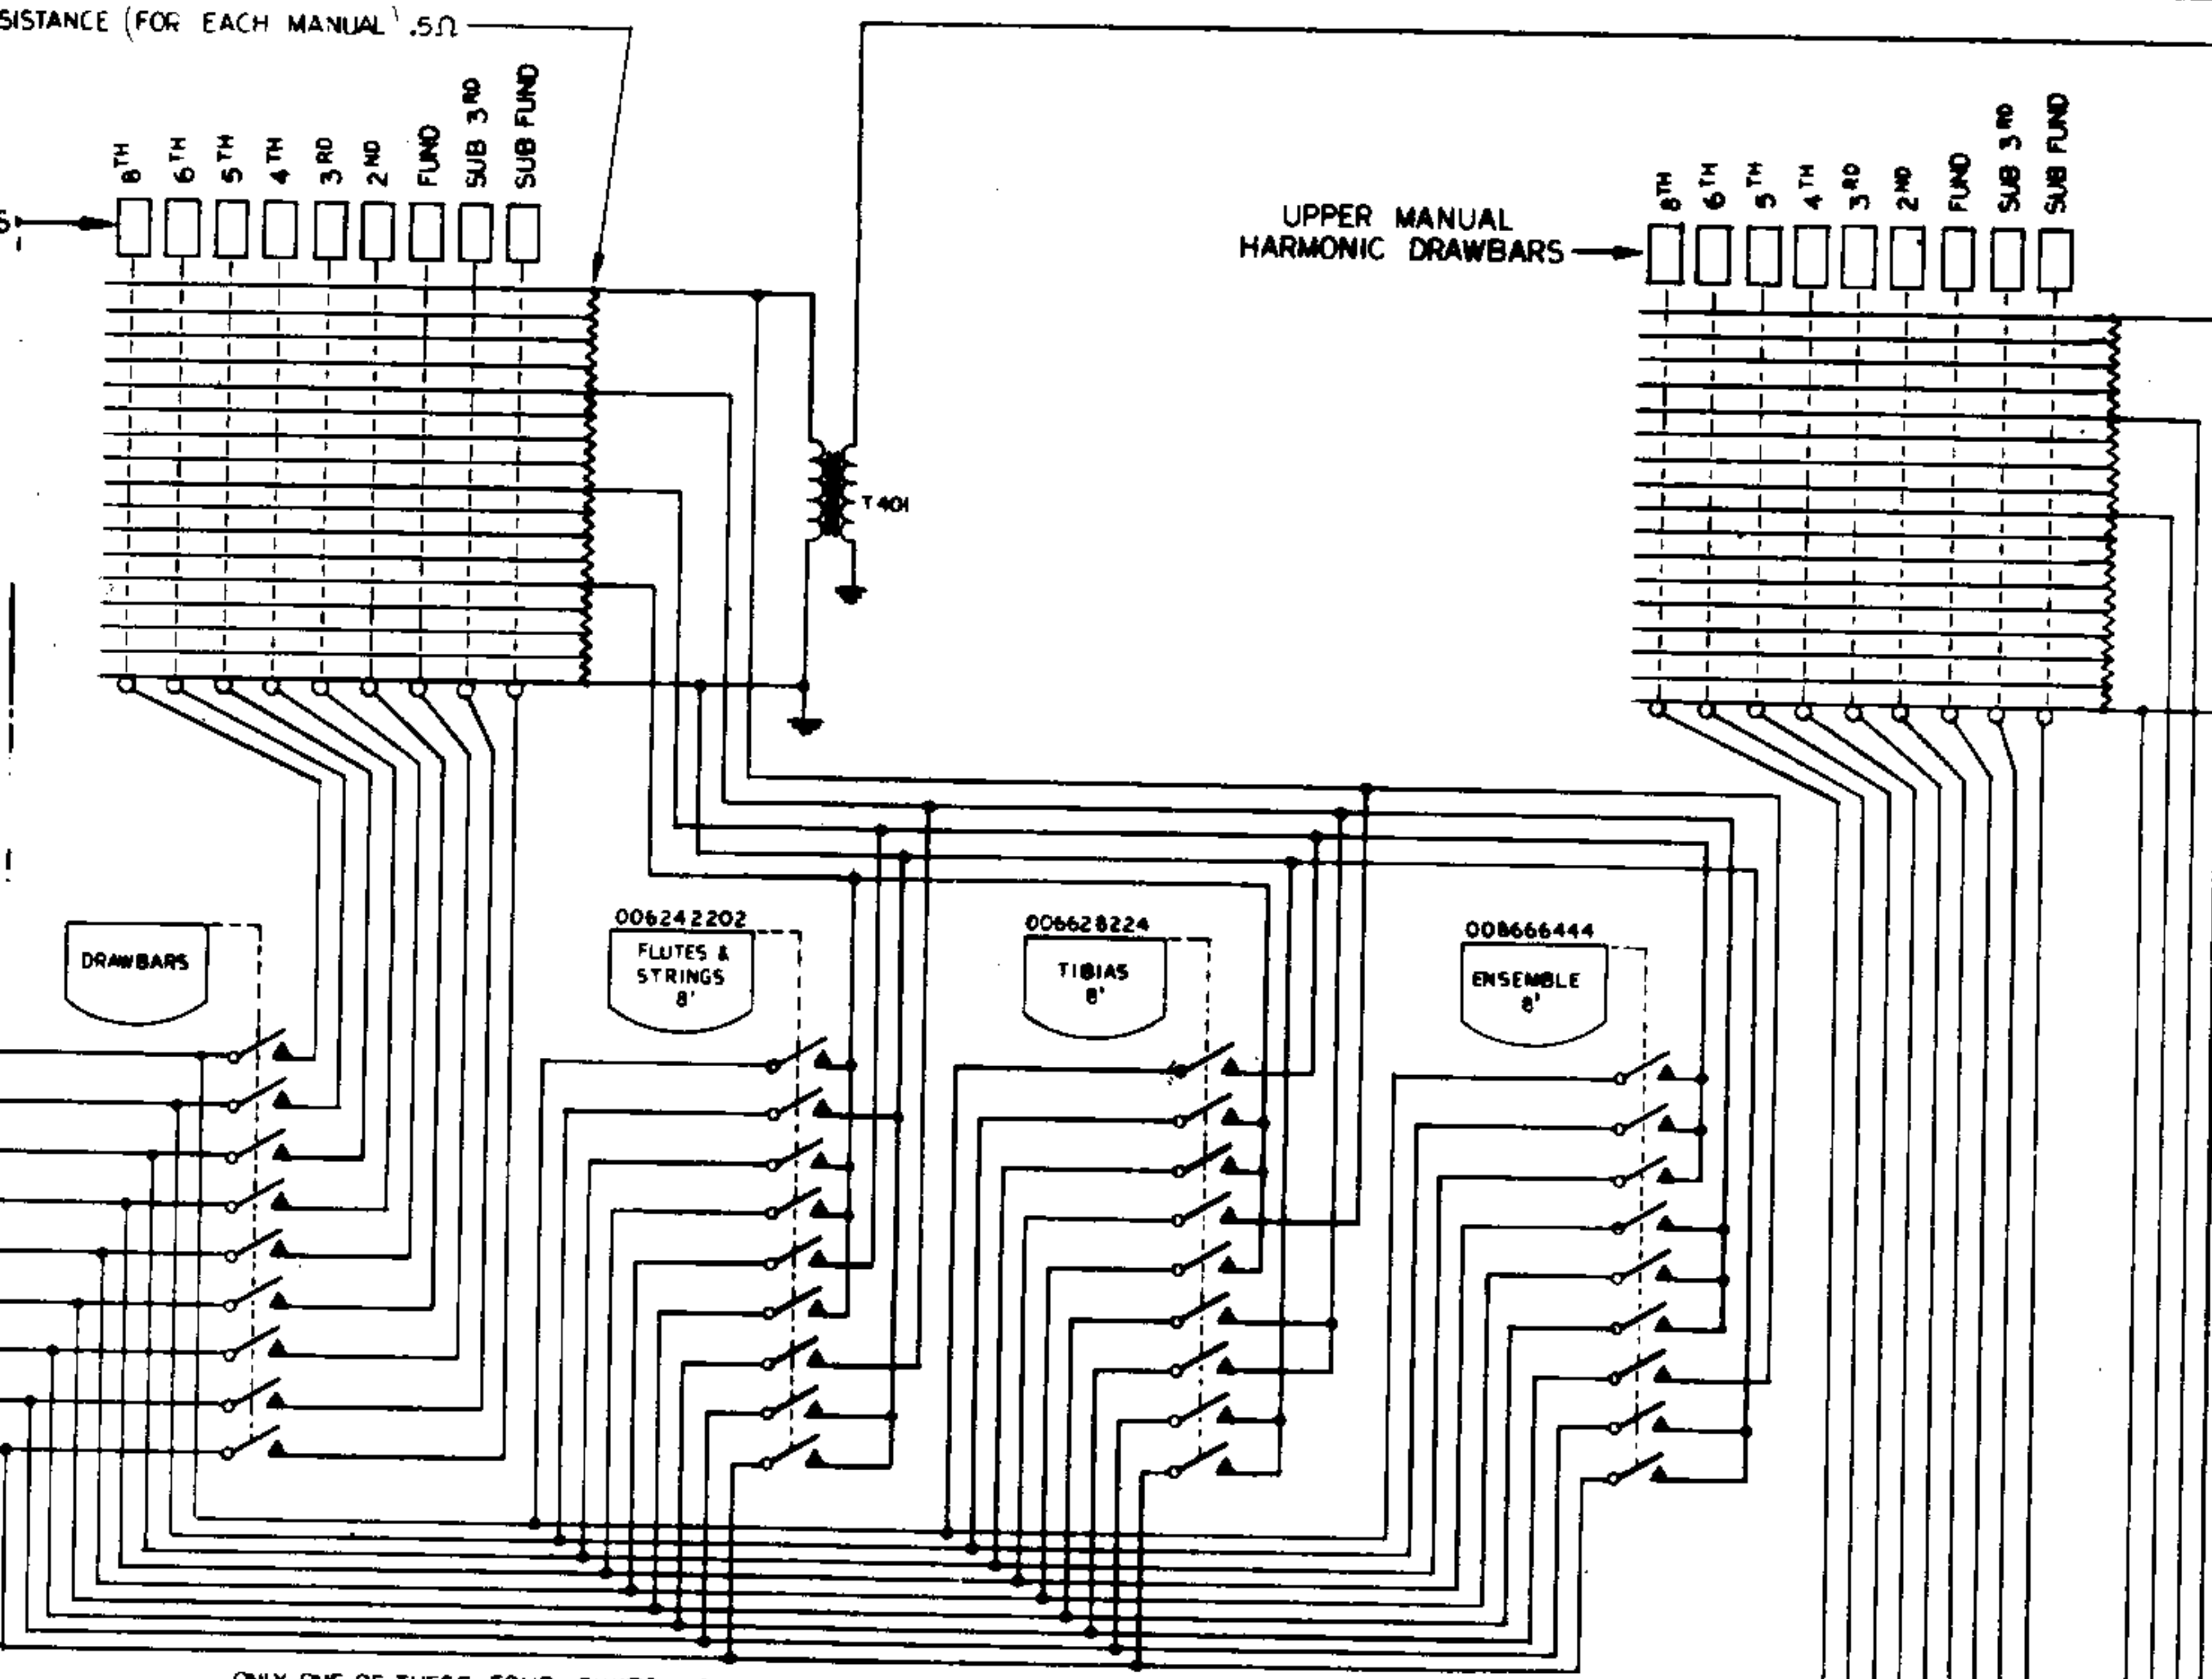 SISTANCE (FOR EACH MANUAL) .5Ω
8TH
6TH
5TH
4TH
3RD
2ND
FUND
SUB 3RD
SUB FUND
UPPER MANUAL
HARMONIC DRAWBARS
8TH
6TH
5TH
4TH
3RD
2ND
FUND
SUB 3RD
SUB FUND
T401
DRAWBARS
006242202
FLUTES &
STRINGS
8'
006628224
TIBIAS
8'
008666444
ENSEMBLE
8'
ONLY ONE OF THESE